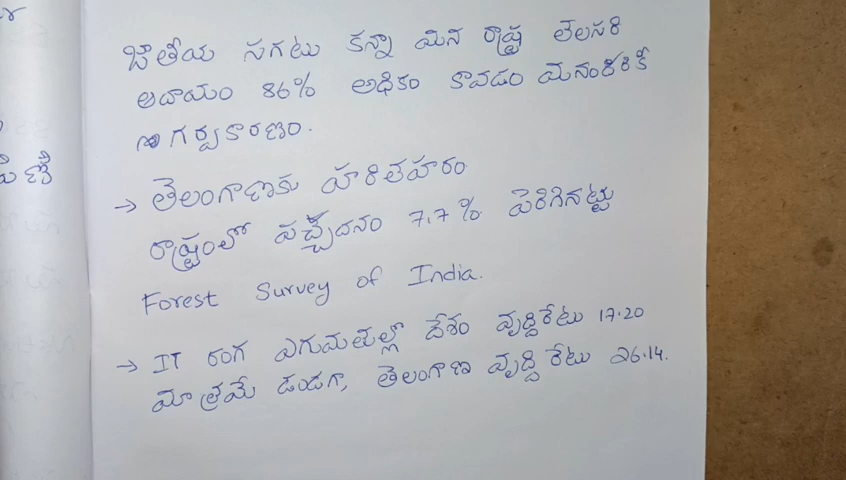 జాతీయ సగటు కన్నా మన రాష్ట్ర తలసరి
ఆదాయం 86% అధికం కావడం మనందరికీ
గర్వకారణం.
→ తెలంగాణకు హరితహారం
రాష్ట్రంలో పచ్చదనం 7.7% పెరిగినట్టు
Forest Survey of India.
→ IT రంగ ఎగుమతుల్లో దేశం వృద్ధిరేటు 17.20
మాత్రమే ఉండగా, తెలంగాణ వృద్ధి రేటు 26.14.